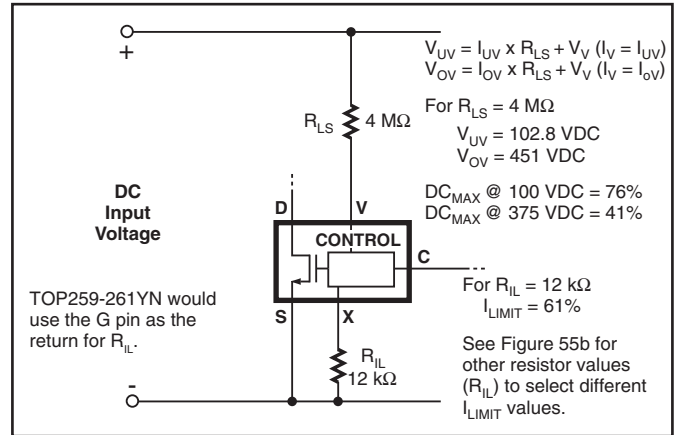 +
V_UV = I_UV x R_LS + V_V (I_V = I_UV)
V_OV = I_OV x R_LS + V_V (I_V = I_oV)
For R_LS = 4 MΩ
V_UV = 102.8 VDC
V_OV = 451 VDC
DC_MAX @ 100 VDC = 76%
DC_MAX @ 375 VDC = 41%
R_LS
4 MΩ
DC
Input
Voltage
D
V
CONTROL
C
S
X
TOP259-261YN would
use the G pin as the
return for R_IL.
R_IL
12 kΩ
For R_IL = 12 kΩ
I_LIMIT = 61%
See Figure 55b for
other resistor values
(R_IL) to select different
I_LIMIT values.
-